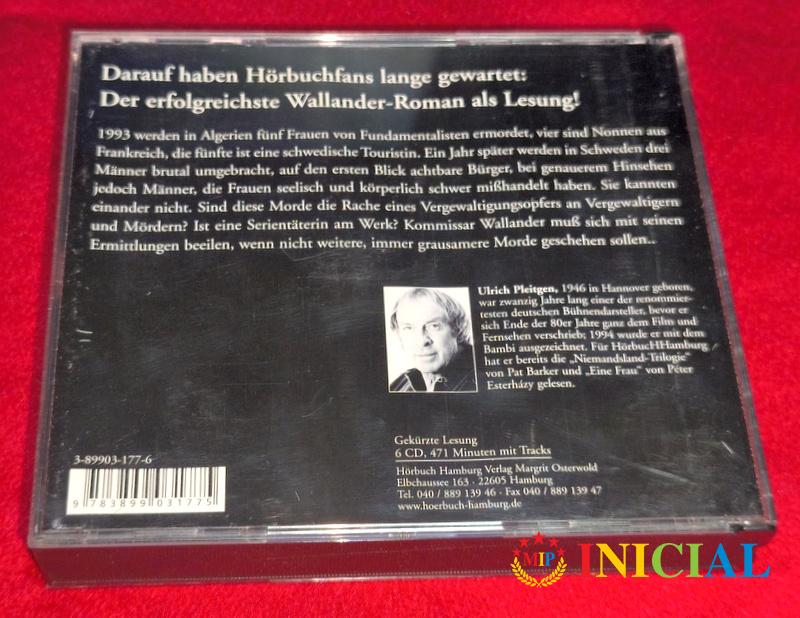 Darauf haben Hörbuchfans lange gewartet:
Der erfolgreichste Wallander-Roman als Lesung!
1993 werden in Algerien fünf Frauen von Fundamentalisten ermordet, vier sind Nonnen aus
Frankreich, die fünfte ist eine schwedische Touristin. Ein Jahr später werden in Schweden drei
Männer brutal umgebracht, auf den ersten Blick achtbare Bürger, bei genauerem Hinsehen
jedoch Männer, die Frauen seelisch und körperlich schwer mißhandelt haben. Sie kannten
einander nicht. Sind diese Morde die Rache eines Vergewaltigungsopfers an Vergewaltigern
und Mördern? Ist eine Serientäterin am Werk? Kommissar Wallander muß sich mit seinen
Ermittlungen beeilen, wenn nicht weitere, immer grausamere Morde geschehen sollen..
Ulrich Pleitgen, 1946 in Hannover geboren,
war zwanzig Jahre lang einer der renommier-
testen deutschen Bühnendarsteller, bevor er
sich Ende der 80er Jahre ganz dem Film und
Fernsehen verschrieb; 1994 wurde er mit dem
Bambi ausgezeichnet. Für HörbucHHamburg
hat er bereits die „Niemandsland-Trilogie"
von Pat Barker und „Eine Frau" von Péter
Esterházy gelesen.
Gekürzte Lesung
6 CD, 471 Minuten mit Tracks
Hörbuch Hamburg Verlag Margrit Osterwold
Elbchaussee 163 · 22605 Hamburg
Tel. 040 / 889 139 46 · Fax 040 / 889 139 47
www.hoerbuch-hamburg.de
3-89903-177-6
9 783899 031775
MIP INICIAL